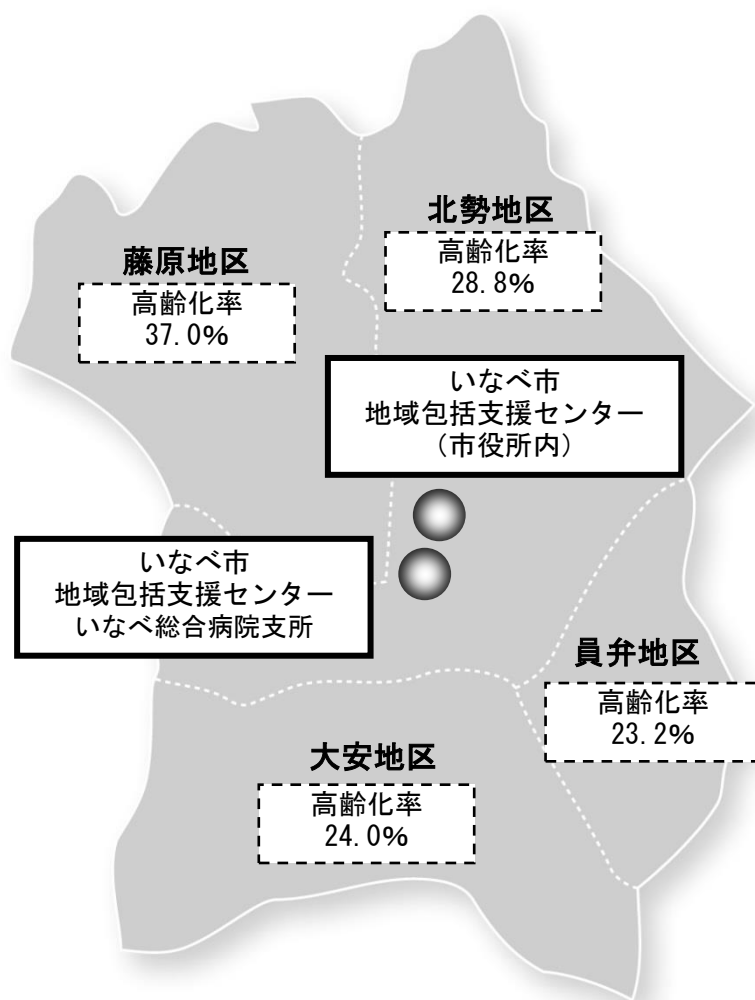 北勢地区
高齢化率
28.8%
藤原地区
高齢化率
37.0%
いなべ市
地域包括支援センター
（市役所内）
いなべ市
地域包括支援センター
いなべ総合病院支所
員弁地区
高齢化率
23.2%
大安地区
高齢化率
24.0%